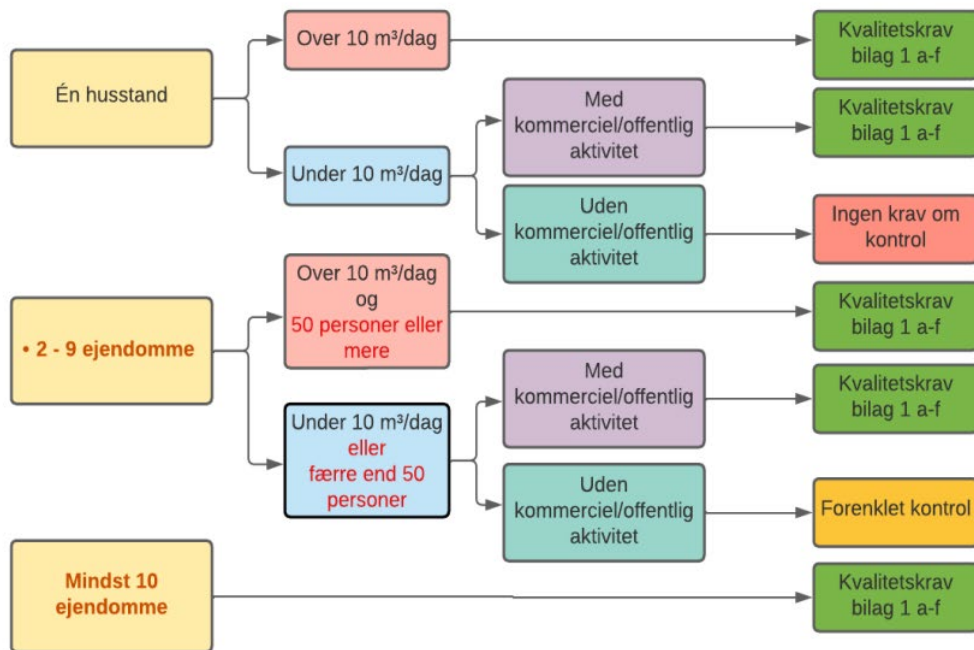 Én husstand
Over 10 m³/dag
Kvalitetskrav
bilag 1 a-f
Under 10 m³/dag
Med
kommerciel/offentlig
aktivitet
Kvalitetskrav
bilag 1 a-f
Uden
kommerciel/offentlig
aktivitet
Ingen krav om
kontrol
• 2 - 9 ejendomme
Over 10 m³/dag
og
50 personer eller
mere
Kvalitetskrav
bilag 1 a-f
Under 10 m³/dag
eller
færre end 50
personer
Med
kommerciel/offentlig
aktivitet
Kvalitetskrav
bilag 1 a-f
Uden
kommerciel/offentlig
aktivitet
Forenklet kontrol
Mindst 10
ejendomme
Kvalitetskrav
bilag 1 a-f